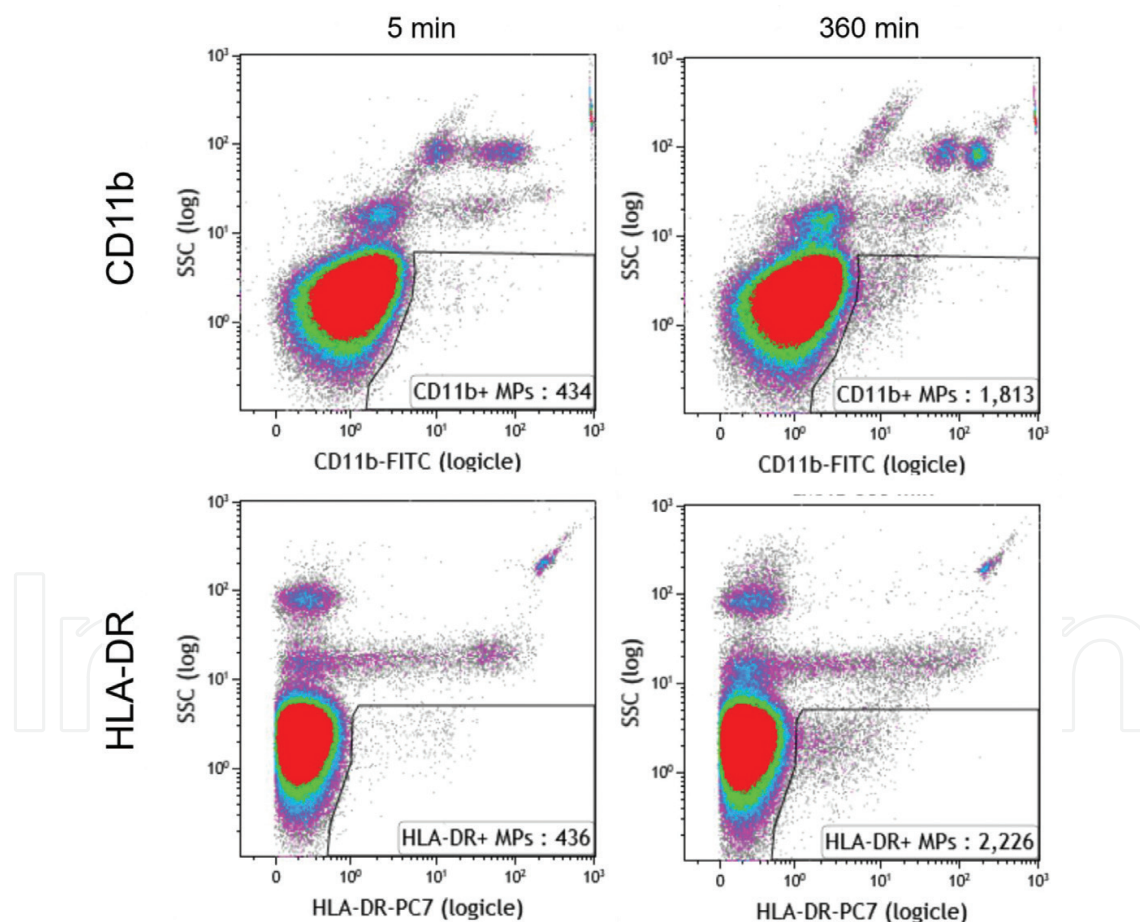 5 min
360 min
CD11b
SSC (log)
10³
10²
10¹
10⁰
CD11b+ MPs : 434
0
10⁰
10¹
10²
10³
CD11b-FITC (logicle)
SSC (log)
10³
10²
10¹
10⁰
CD11b+ MPs : 1,813
0
10⁰
10¹
10²
10³
CD11b-FITC (logicle)
HLA-DR
SSC (log)
10³
10²
10¹
10⁰
HLA-DR+ MPs : 436
0
10⁰
10¹
10²
10³
HLA-DR-PC7 (logicle)
SSC (log)
10³
10²
10¹
10⁰
HLA-DR+ MPs : 2,226
0
10⁰
10¹
10²
10³
HLA-DR-PC7 (logicle)